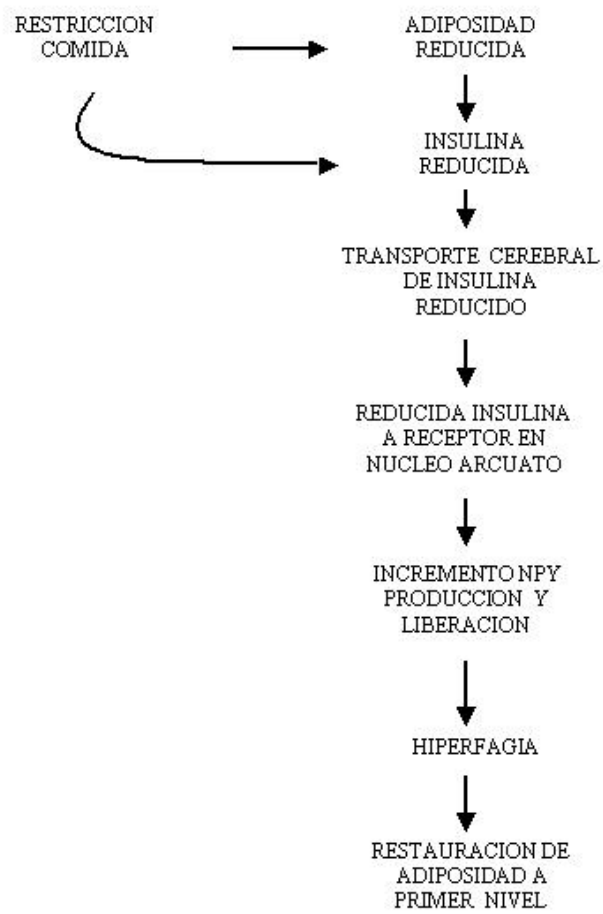 RESTRICCION
COMIDA
ADIPOSIDAD
REDUCIDA
INSULINA
REDUCIDA
TRANSPORTE CEREBRAL
DE INSULINA
REDUCIDO
REDUCIDA INSULINA
A RECEPTOR EN
NUCLEO ARCUATO
INCREMENTO NPY
PRODUCCION Y
LIBERACION
HIPERFAGIA
RESTAURACION DE
ADIPOSIDAD A
PRIMER NIVEL